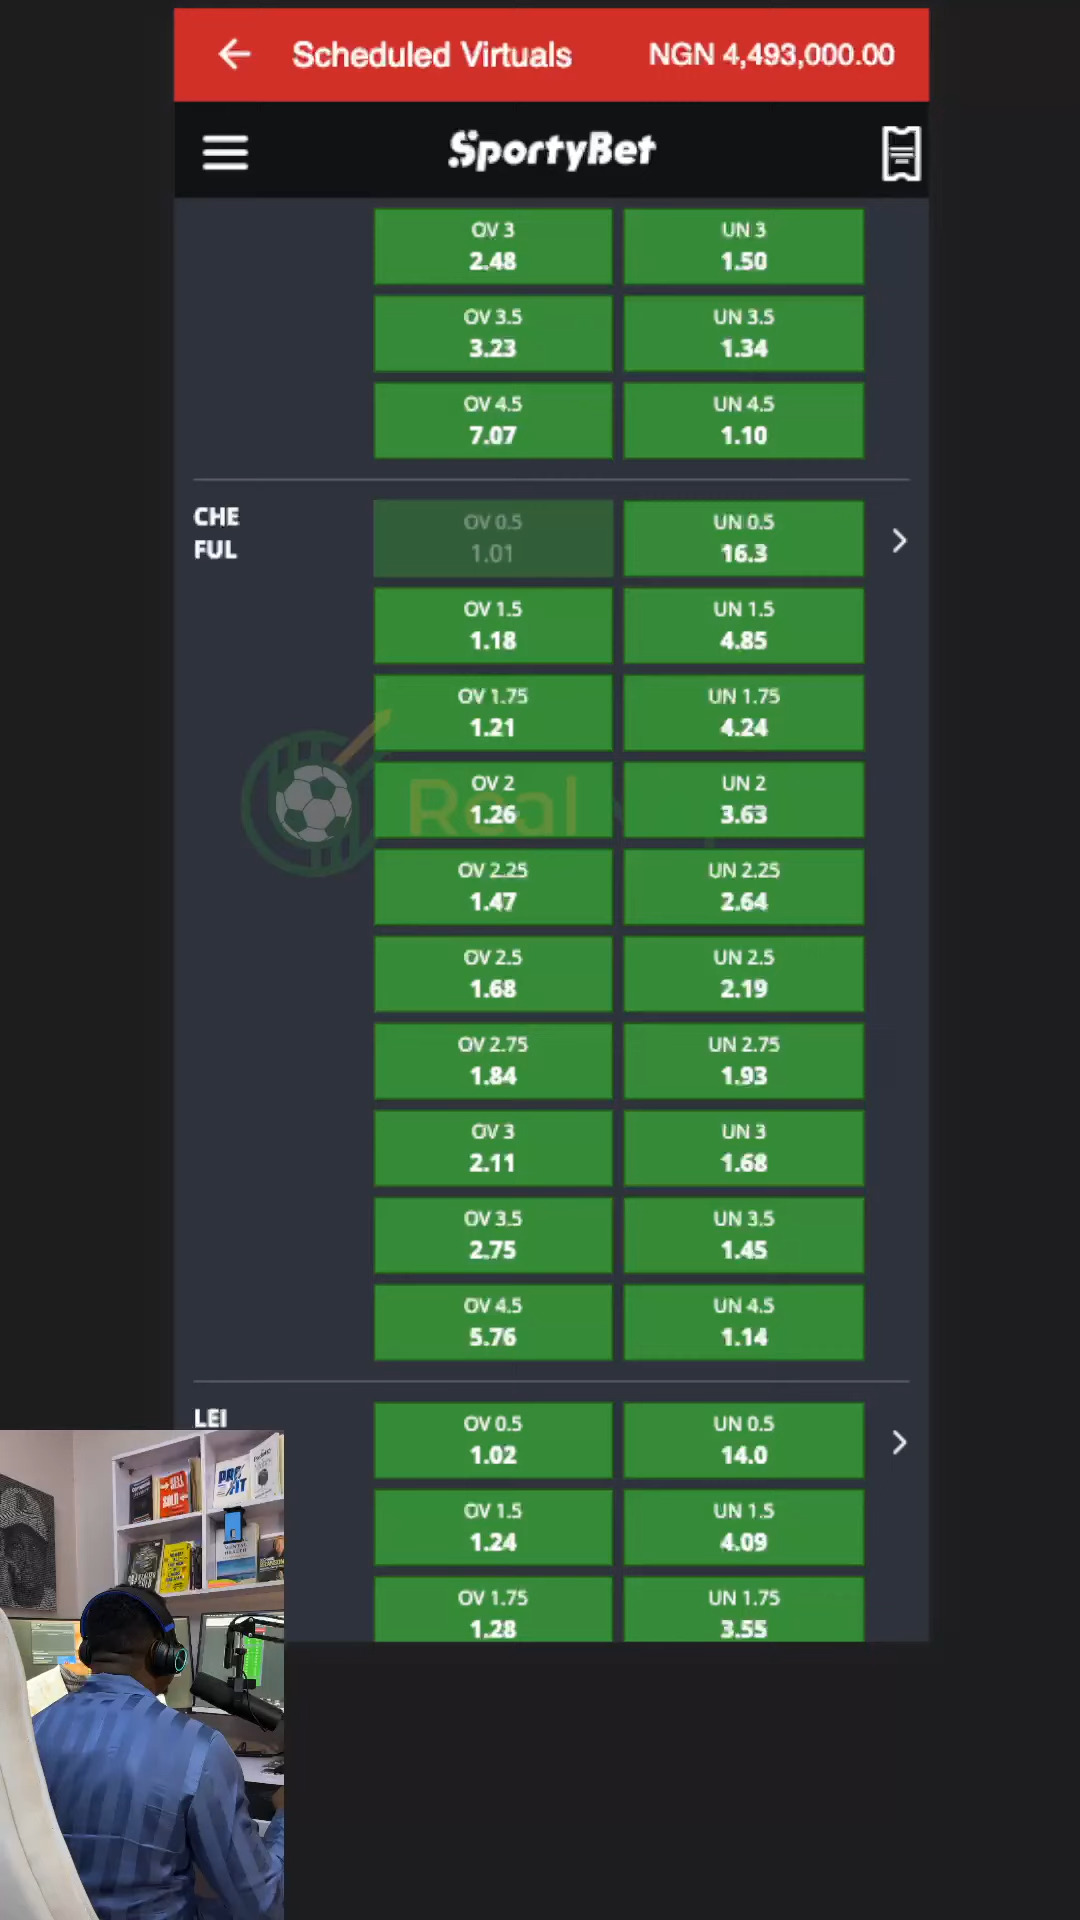 Scheduled Virtuals NGN 4,493,000.00
SportyBet
OV 3 UN 3
2.48 1.50
OV 3.5 UN 3.5
3.23 1.34
OV 4.5 UN 4.5
7.07 1.10
CHE
FUL
OV 0.5 UN 0.5
1.01 16.3
OV 1.5 UN 1.5
1.18 4.85
OV 1.75 UN 1.75
1.21 4.24
OV 2 UN 2
1.26 3.63
Real
OV 2.25 UN 2.25
1.47 2.64
OV 2.5 UN 2.5
1.68 2.19
OV 2.75 UN 2.75
1.84 1.93
OV 3 UN 3
2.11 1.68
OV 3.5 UN 3.5
2.75 1.45
OV 4.5 UN 4.5
5.76 1.14
LEI
OV 0.5 UN 0.5
1.02 14.0
OV 1.5 UN 1.5
1.24 4.09
OV 1.75 UN 1.75
1.28 3.55
SELL
SOLD